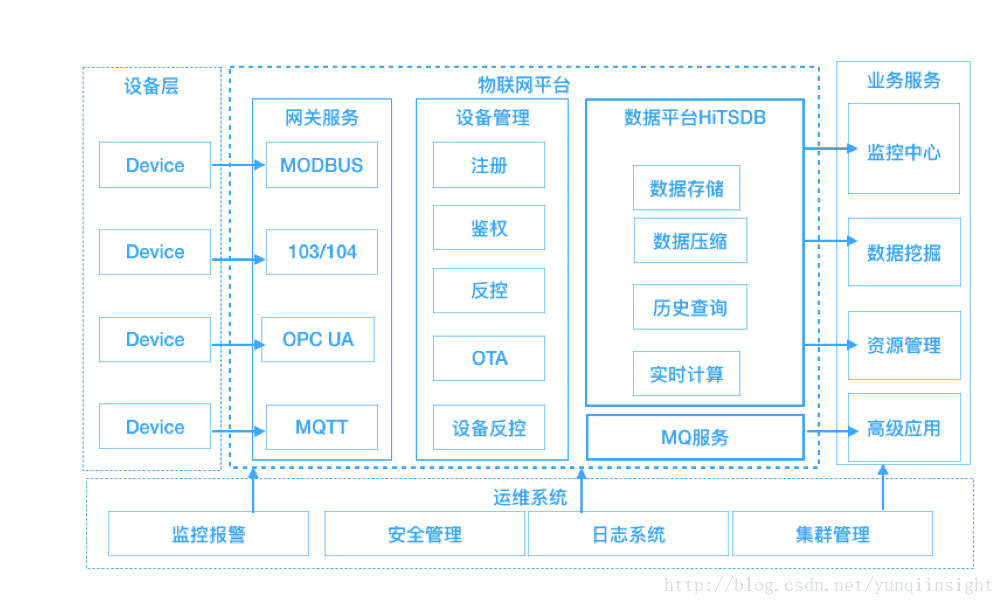 设备层
Device
Device
Device
Device
物联网平台
网关服务
MODBUS
103/104
OPC UA
MQTT
设备管理
注册
鉴权
反控
OTA
设备反控
数据平台HiTSDB
数据存储
数据压缩
历史查询
实时计算
MQ服务
业务服务
监控中心
数据挖掘
资源管理
高级应用
运维系统
监控报警
安全管理
日志系统
集群管理
http://blog.csdn.net/yunqiinsight